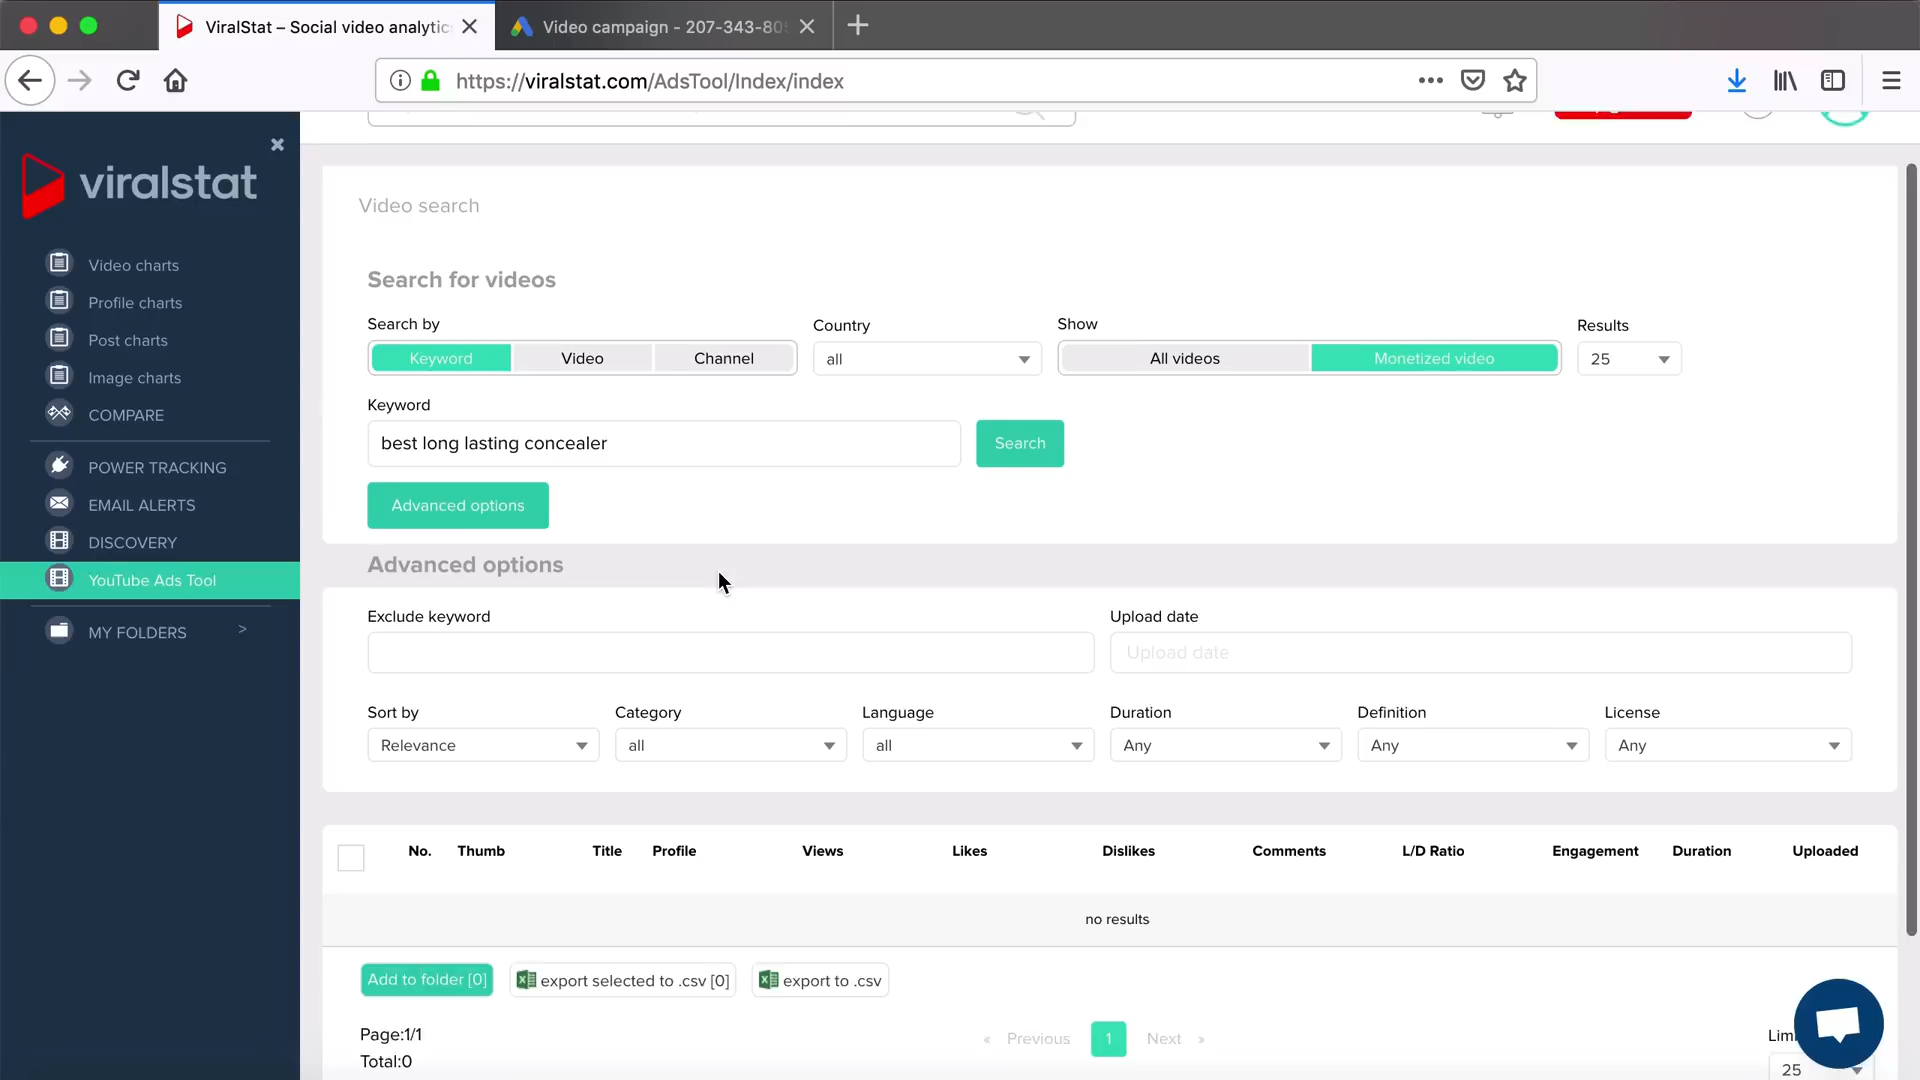 ViralStat – Social video analytics
Video campaign - 207-343-805
https://viralstat.com/AdsTool/Index/index
viralstat
Video charts
Profile charts
Post charts
Image charts
COMPARE
POWER TRACKING
EMAIL ALERTS
DISCOVERY
YouTube Ads Tool
MY FOLDERS >
Video search
Search for videos
Search by Country Show Results
Keyword Video Channel all All videos Monetized video 25
Keyword
best long lasting concealer Search
Advanced options
Advanced options
Exclude keyword Upload date
Upload date
Sort by Category Language Duration Definition License
Relevance all all Any Any Any
No. Thumb Title Profile Views Likes Dislikes Comments L/D Ratio Engagement Duration Uploaded
no results
Add to folder [0] export selected to .csv [0] export to .csv
Page:1/1
« Previous 1 Next »
Total:0
25